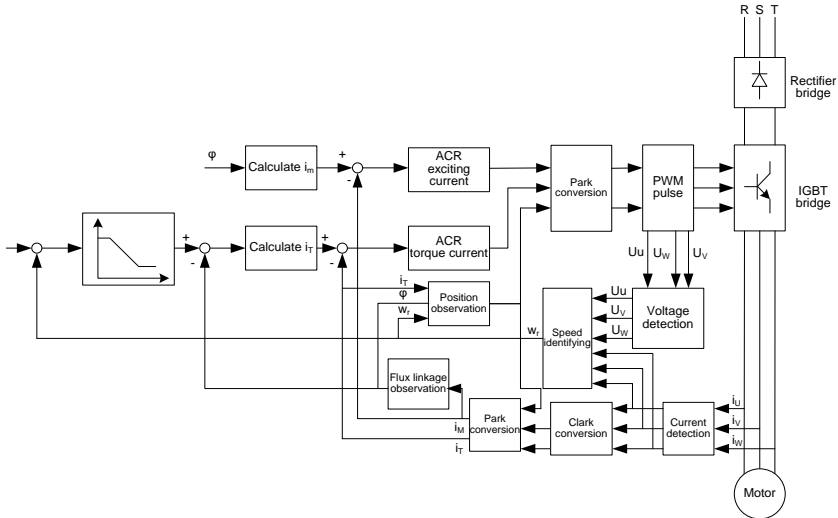 R S T
Rectifier
bridge
φ
Calculate im
+
-
ACR
exciting
current
Park
conversion
PWM
pulse
IGBT
bridge
+
-
Calculate iT
+
-
ACR
torque current
Uu
UW
UV
iT
φ
wr
Position
observation
wr
Speed
identifying
Uu
UV
UW
Voltage
detection
Flux linkage
observation
iM
iT
Park
conversion
Clark
conversion
Current
detection
iU
iV
iW
Motor